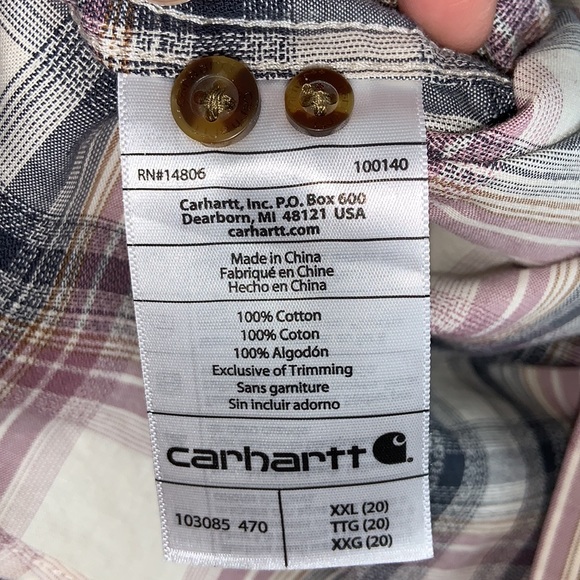 RN#14806 100140
Carhartt, Inc. P.O. Box 600
Dearborn, MI 48121 USA
carhartt.com
Made in China
Fabriqué en Chine
Hecho en China
100% Cotton
100% Coton
100% Algodón
Exclusive of Trimming
Sans garniture
Sin incluir adorno
carhartt
103085 470
XXL (20)
TTG (20)
XXG (20)